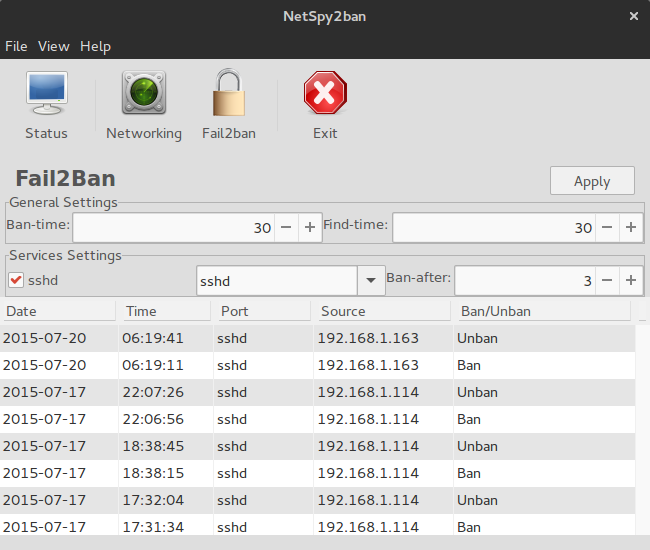 NetSpy2ban
File View Help
Status Networking Fail2ban Exit
Fail2Ban Apply
General Settings
Ban-time: 30 Find-time: 30
Services Settings
sshd sshd Ban-after: 3
Date Time Port Source Ban/Unban
2015-07-20 06:19:41 sshd 192.168.1.163 Unban
2015-07-20 06:19:11 sshd 192.168.1.163 Ban
2015-07-17 22:07:26 sshd 192.168.1.114 Unban
2015-07-17 22:06:56 sshd 192.168.1.114 Ban
2015-07-17 18:38:45 sshd 192.168.1.114 Unban
2015-07-17 18:38:15 sshd 192.168.1.114 Ban
2015-07-17 17:32:04 sshd 192.168.1.114 Unban
2015-07-17 17:31:34 sshd 192.168.1.114 Ban